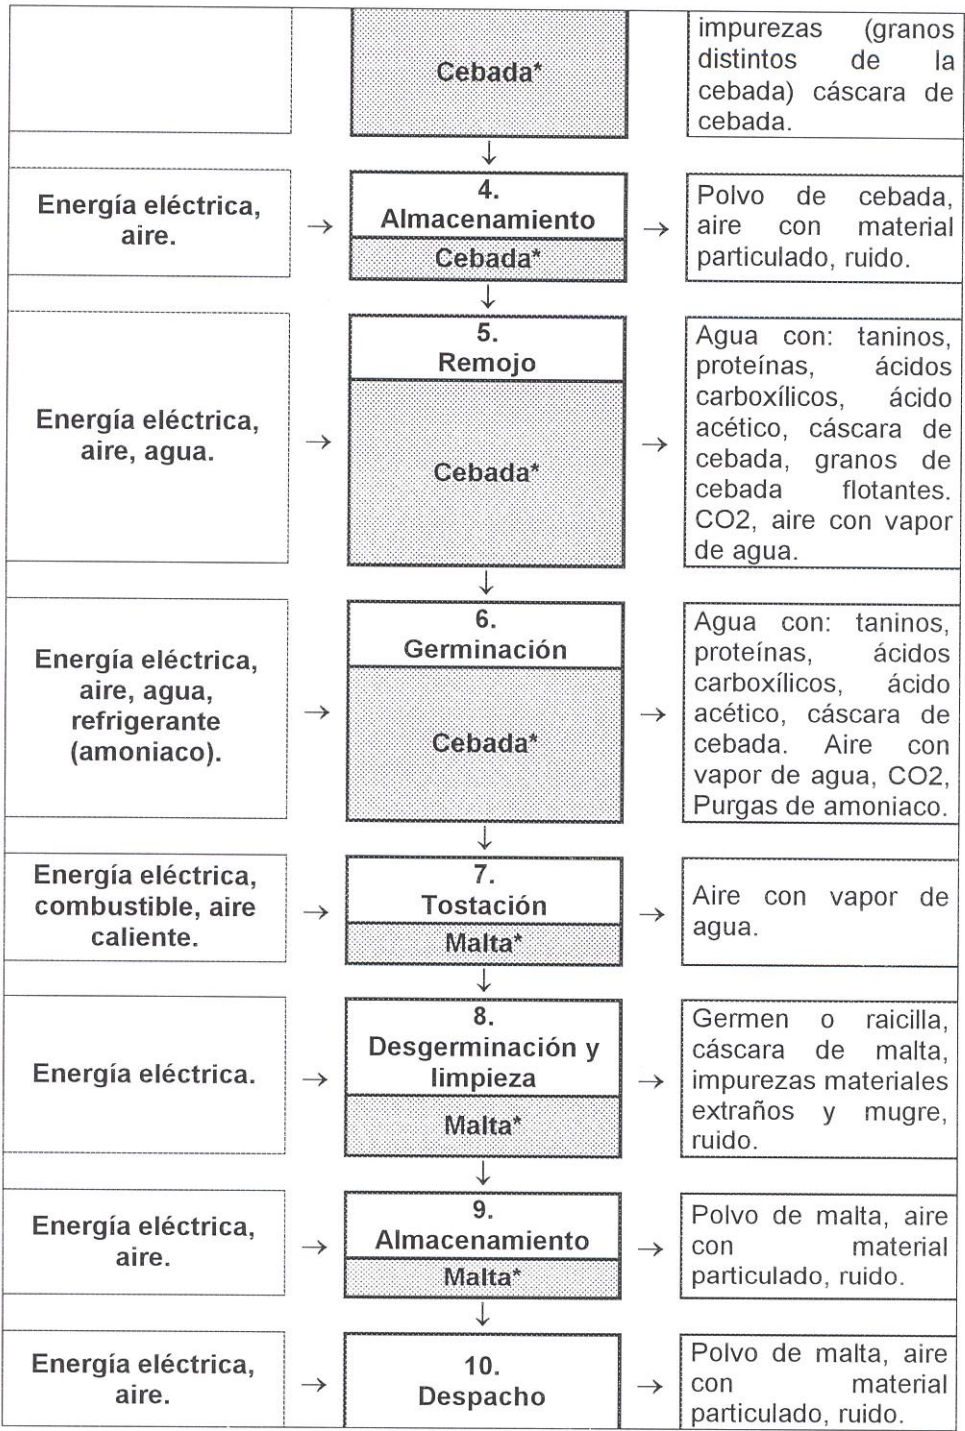 Cebada*
impurezas (granos
distintos de la
cebada) cáscara de
cebada.
↓
Energía eléctrica,
aire.
→
4.
Almacenamiento
Cebada*
→
Polvo de cebada,
aire con material
particulado, ruido.
↓
Energía eléctrica,
aire, agua.
→
5.
Remojo
Cebada*
→
Agua con: taninos,
proteínas, ácidos
carboxílicos, ácido
acético, cáscara de
cebada, granos de
cebada flotantes.
CO2, aire con vapor
de agua.
↓
Energía eléctrica,
aire, agua,
refrigerante
(amoniaco).
→
6.
Germinación
Cebada*
→
Agua con: taninos,
proteínas, ácidos
carboxílicos, ácido
acético, cáscara de
cebada. Aire con
vapor de agua, CO2,
Purgas de amoniaco.
↓
Energía eléctrica,
combustible, aire
caliente.
→
7.
Tostación
Malta*
→
Aire con vapor de
agua.
↓
Energía eléctrica.
→
8.
Desgerminación y
limpieza
Malta*
→
Germen o raicilla,
cáscara de malta,
impurezas materiales
extraños y mugre,
ruido.
↓
Energía eléctrica,
aire.
→
9.
Almacenamiento
Malta*
→
Polvo de malta, aire
con material
particulado, ruido.
↓
Energía eléctrica,
aire.
→
10.
Despacho
→
Polvo de malta, aire
con material
particulado, ruido.